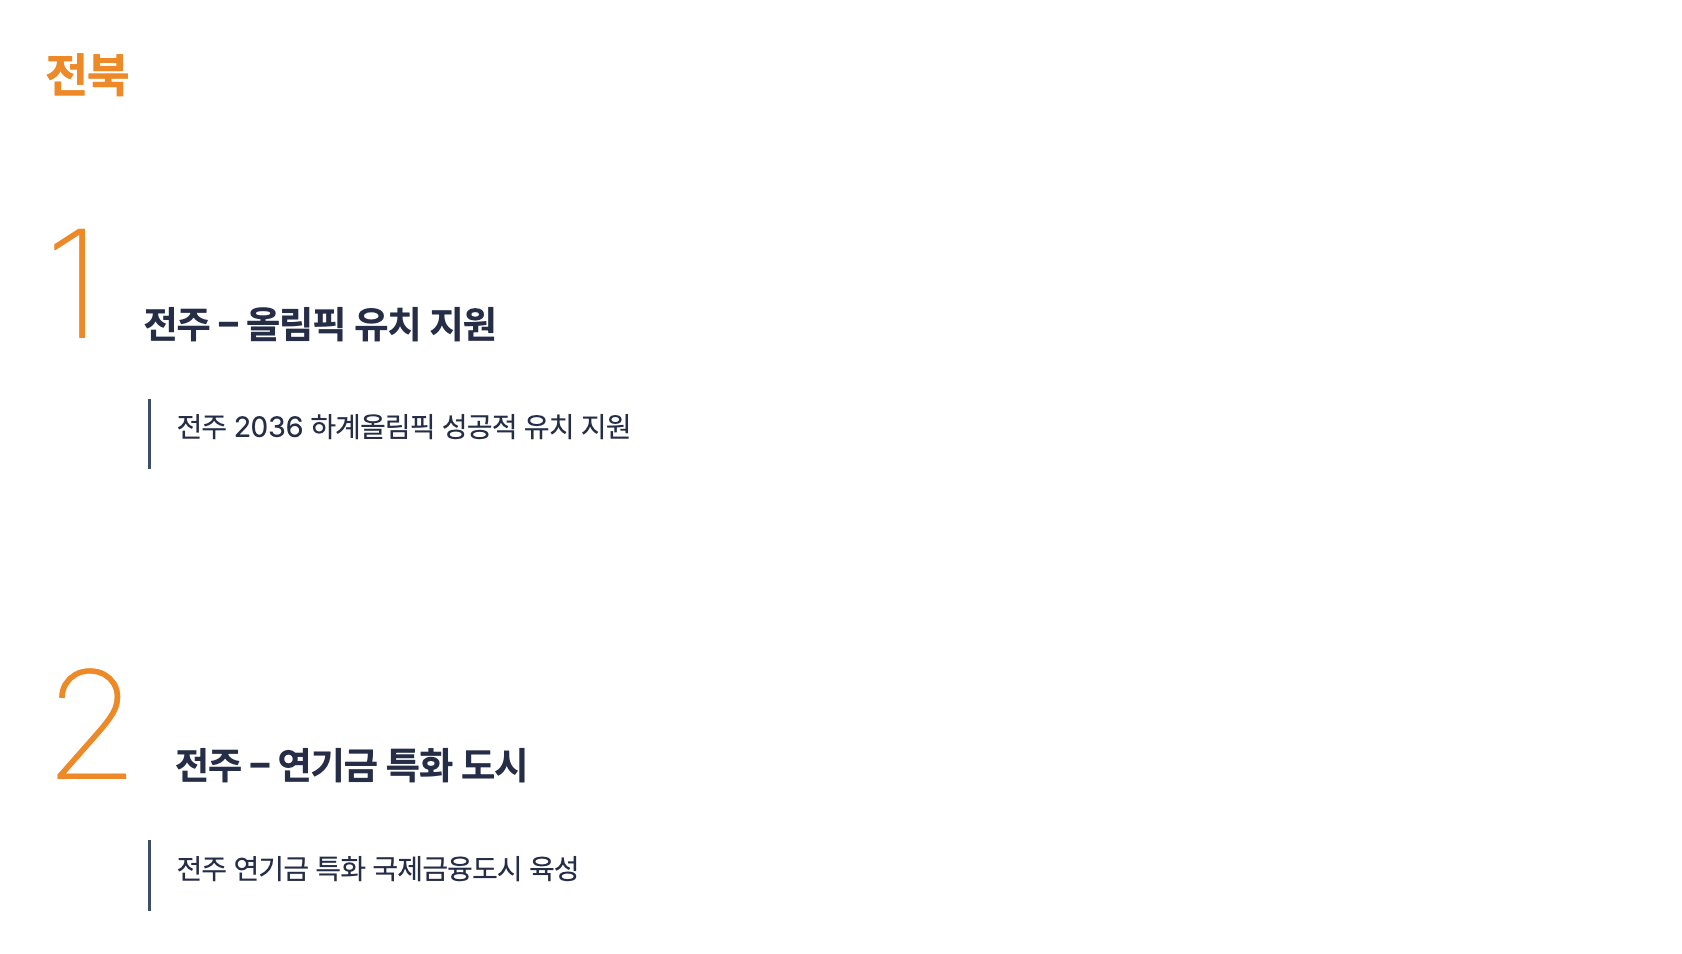 전북
1
전주 – 올림픽 유치 지원
전주 2036 하계올림픽 성공적 유치 지원
2
전주 – 연기금 특화 도시
전주 연기금 특화 국제금융도시 육성